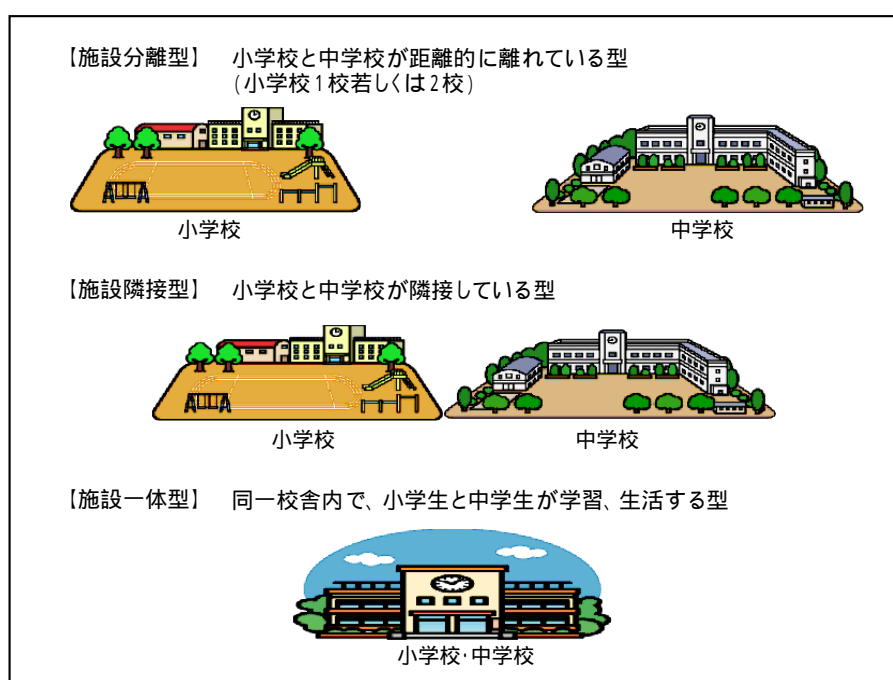 【施設分離型】 小学校と中学校が距離的に離れている型
(小学校1校若しくは2校)
小学校 中学校
【施設隣接型】 小学校と中学校が隣接している型
小学校 中学校
【施設一体型】 同一校舎内で、小学生と中学生が学習、生活する型
小学校・中学校